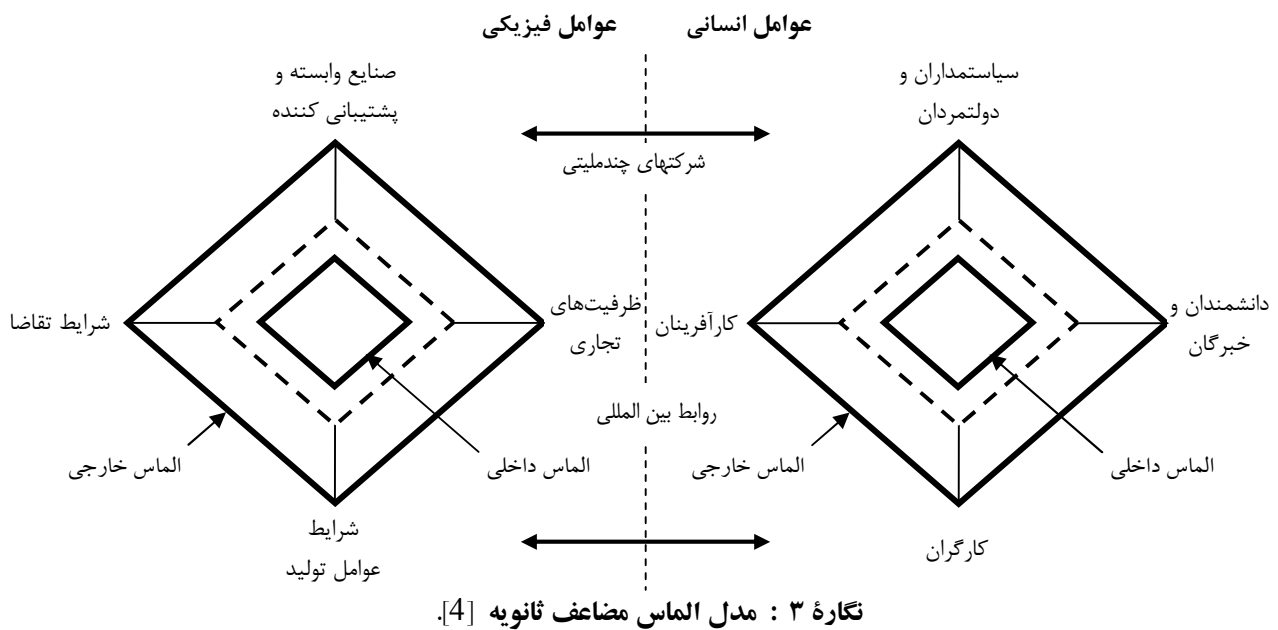 عوامل انسانی
عوامل فیزیکی
سیاستمداران و
دولتمردان
صنایع وابسته و
پشتیبانی کننده
شرکتهای چندملیتی
دانشمندان و
خبرگان
کارآفرینان
ظرفیت‌های
تجاری
شرایط تقاضا
روابط بین المللی
الماس داخلی
الماس خارجی
الماس داخلی
الماس خارجی
کارگران
شرایط
عوامل تولید
نگارهٔ ۳ : مدل الماس مضاعف ثانویه [4].